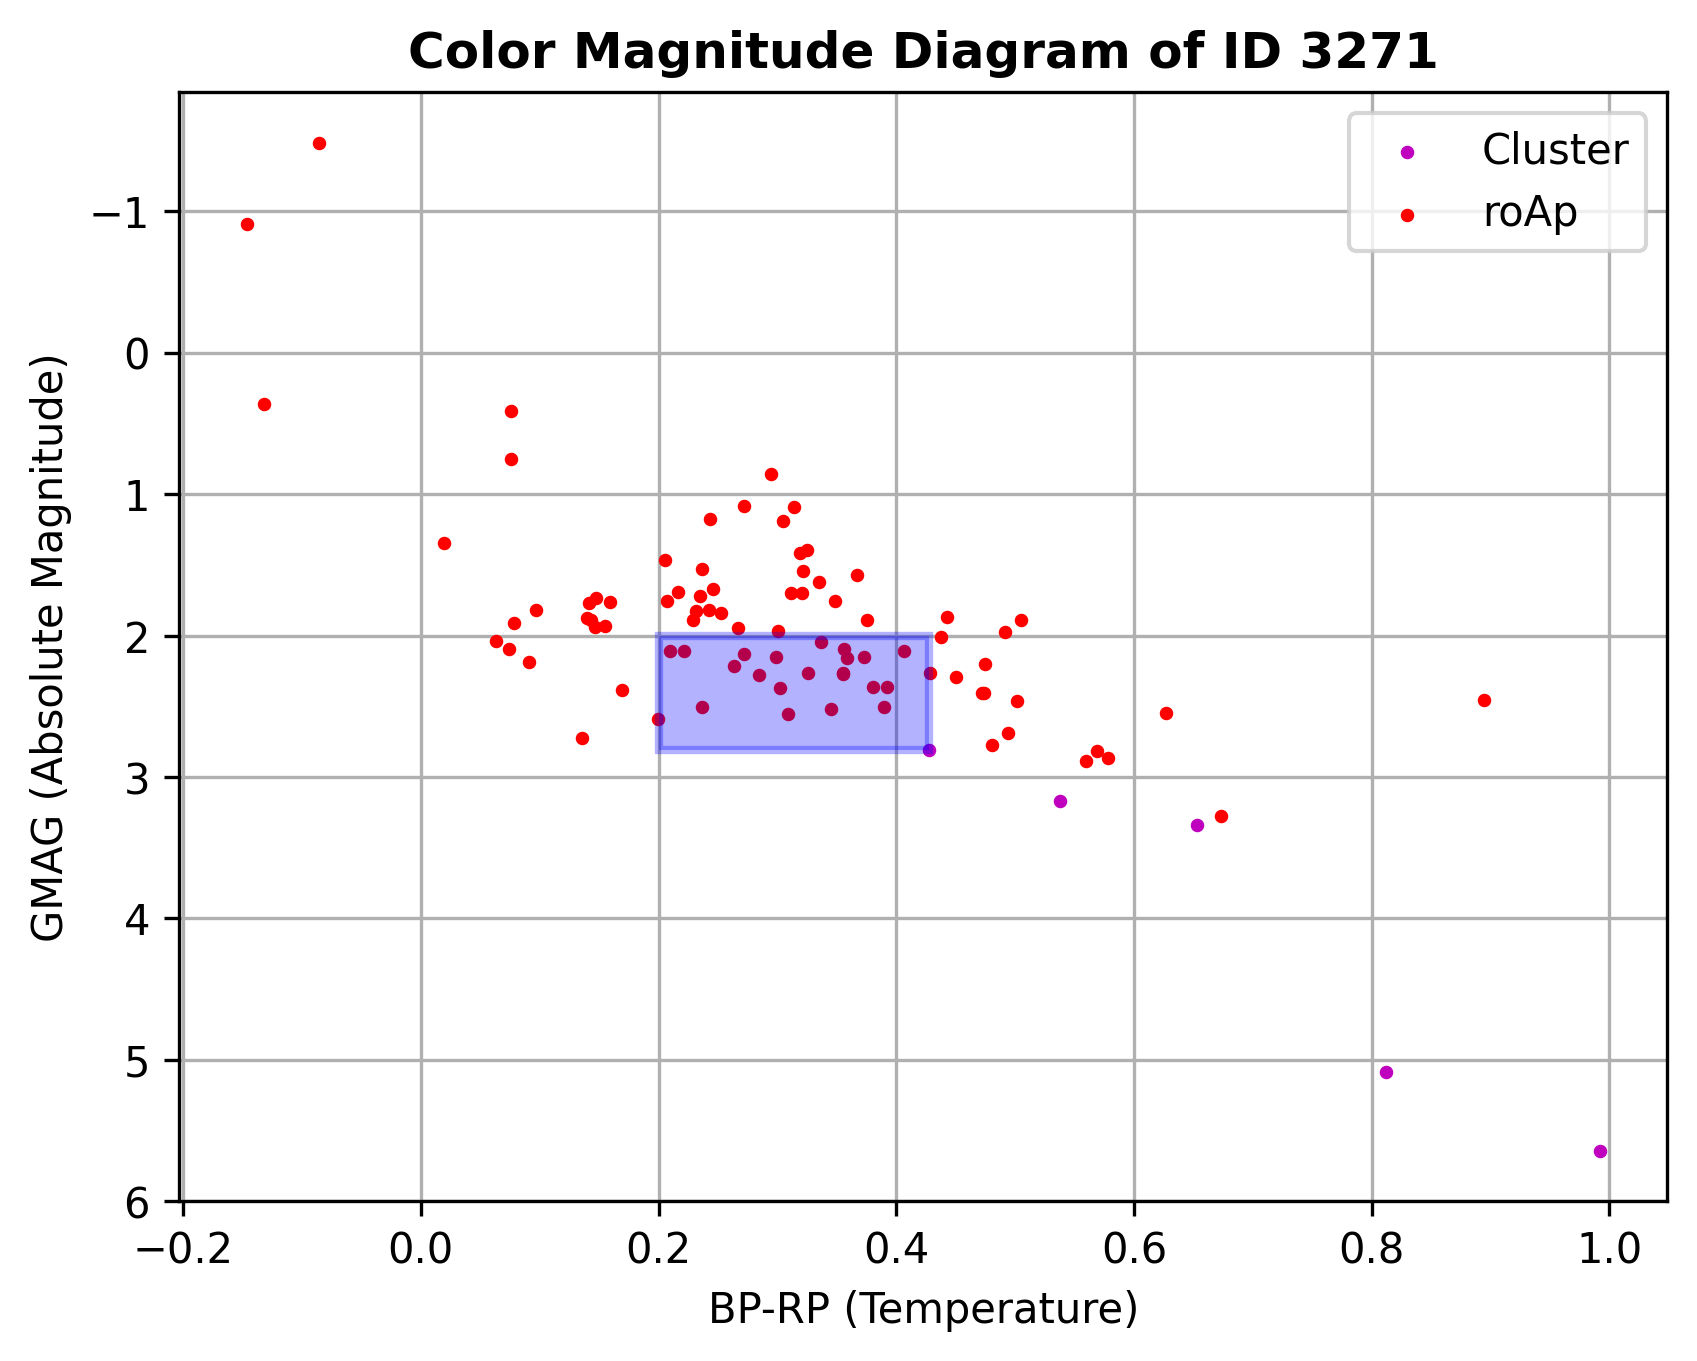 Color Magnitude Diagram of ID 3271
Cluster
roAp
GMAG (Absolute Magnitude)
−1
0
1
2
3
4
5
6
−0.2 0.0 0.2 0.4 0.6 0.8 1.0
BP-RP (Temperature)